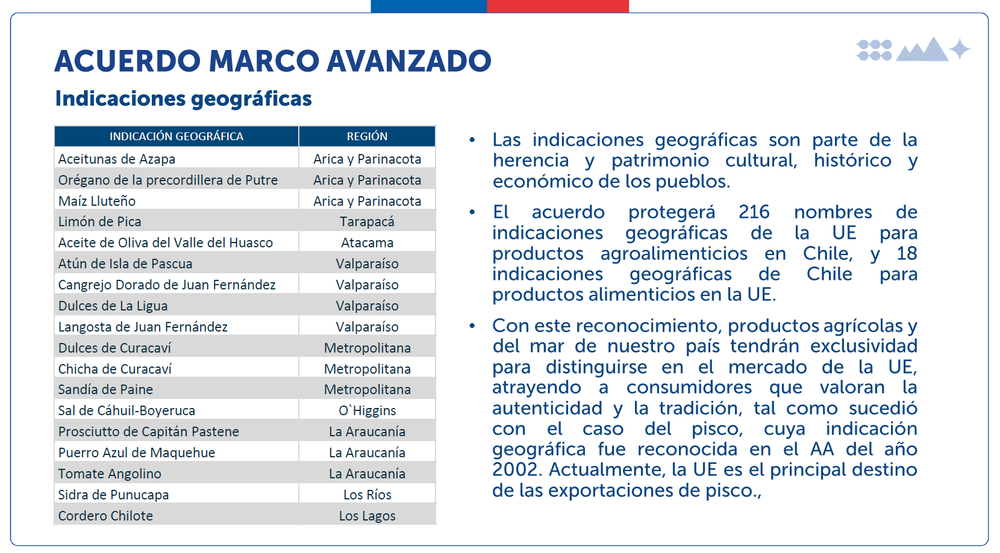 ACUERDO MARCO AVANZADO
Indicaciones geográficas
INDICACIÓN GEOGRÁFICA REGIÓN
Aceitunas de Azapa Arica y Parinacota
Orégano de la precordillera de Putre Arica y Parinacota
Maíz Lluteño Arica y Parinacota
Limón de Pica Tarapacá
Aceite de Oliva del Valle del Huasco Atacama
Atún de Isla de Pascua Valparaíso
Cangrejo Dorado de Juan Fernández Valparaíso
Dulces de La Ligua Valparaíso
Langosta de Juan Fernández Valparaíso
Dulces de Curacaví Metropolitana
Chicha de Curacaví Metropolitana
Sandía de Paine Metropolitana
Sal de Cáhuil-Boyeruca O`Higgins
Prosciutto de Capitán Pastene La Araucanía
Puerro Azul de Maquehue La Araucanía
Tomate Angolino La Araucanía
Sidra de Punucapa Los Ríos
Cordero Chilote Los Lagos
• Las indicaciones geográficas son parte de la
herencia y patrimonio cultural, histórico y
económico de los pueblos.
• El acuerdo protegerá 216 nombres de
indicaciones geográficas de la UE para
productos agroalimenticios en Chile, y 18
indicaciones geográficas de Chile para
productos alimenticios en la UE.
• Con este reconocimiento, productos agrícolas y
del mar de nuestro país tendrán exclusividad
para distinguirse en el mercado de la UE,
atrayendo a consumidores que valoran la
autenticidad y la tradición, tal como sucedió
con el caso del pisco, cuya indicación
geográfica fue reconocida en el AA del año
2002. Actualmente, la UE es el principal destino
de las exportaciones de pisco.,